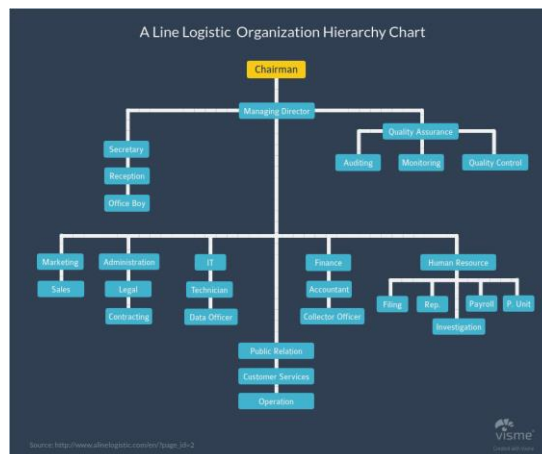 A Line Logistic Organization Hierarchy Chart
Chairman
Managing Director
Quality Assurance
Secretary
Auditing
Monitoring
Quality Control
Reception
Office Boy
Marketing
Administration
IT
Finance
Human Resource
Sales
Legal
Technician
Accountant
Filing
Rep.
Payroll
P. Unit
Contracting
Data Officer
Collector Officer
Investigation
Public Relation
Customer Services
Operation
Source: http://www.alinelogistic.com/en/?page_id=2
visme